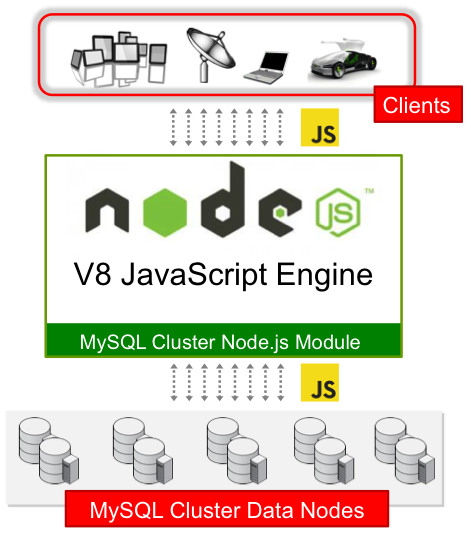 Clients
JS
node
JS™
V8 JavaScript Engine
MySQL Cluster Node.js Module
JS
MySQL Cluster Data Nodes